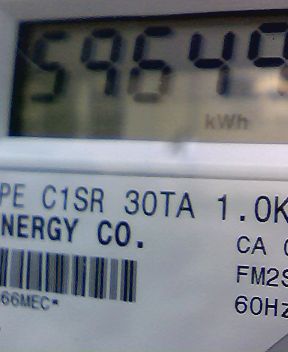 59649
kWh
PE C1SR 30TA 1.0K
NERGY CO.
CA
FM2S
66MEC*
60Hz